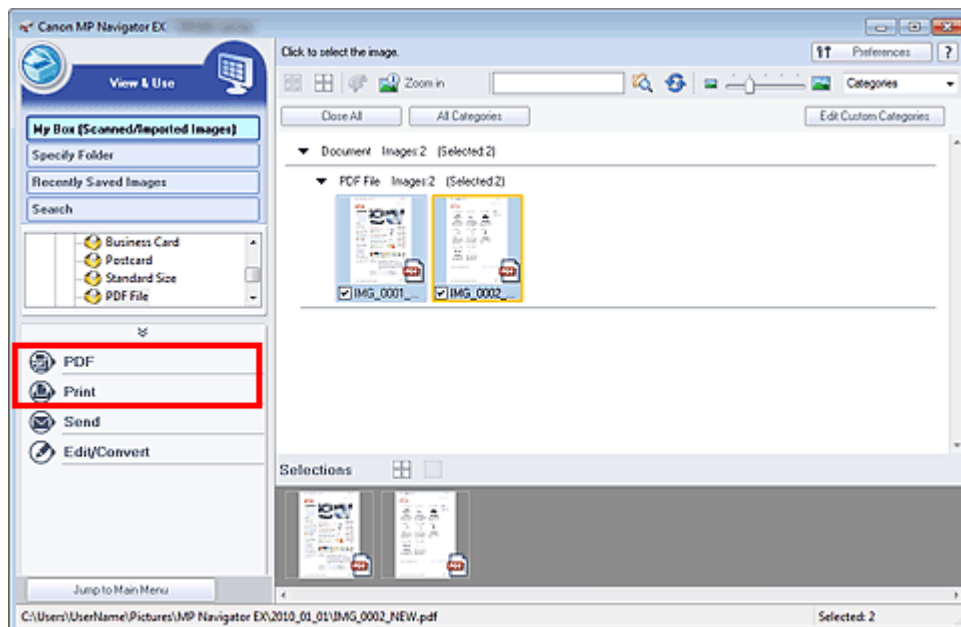 Canon MP Navigator EX
View & Use
Click to select the image.
Preferences
?
Zoom in
Categories
My Box (Scanned/Imported Images)
Specify Folder
Recently Saved Images
Search
Close All
All Categories
Edit Custom Categories
Document Images:2 (Selected:2)
PDF File Images:2 (Selected:2)
Business Card
Postcard
Standard Size
PDF File
IMG_0001_...
IMG_0002_...
PDF
Print
Send
Edit/Convert
Selections
Jump to Main Menu
C:\Users\UserName\Pictures\MP Navigator EX\2010_01_01\IMG_0002_NEW.pdf
Selected: 2